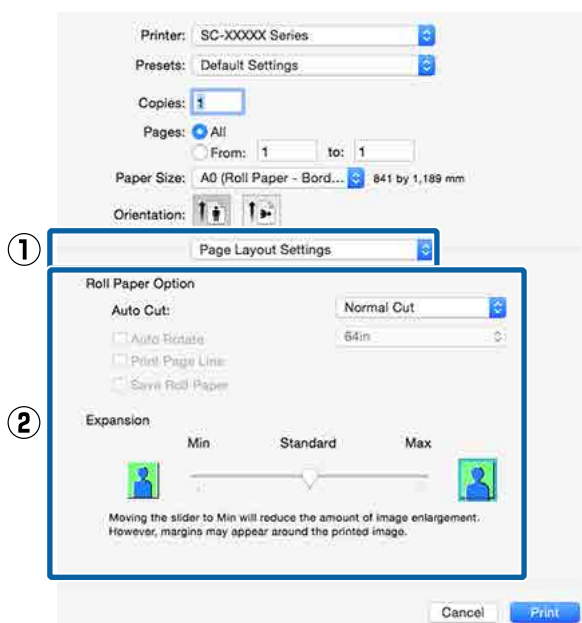 Printer: SC-XXXXX Series
Presets: Default Settings
Copies: 1
Pages: All
From: 1 to: 1
Paper Size: A0 (Roll Paper - Bord... 841 by 1,189 mm
Orientation:
① Page Layout Settings
②
Roll Paper Option
Auto Cut: Normal Cut
Auto Rotate 64in
Print Page Line
Save Roll Paper
Expansion
Min Standard Max
Moving the slider to Min will reduce the amount of image enlargement.
However, margins may appear around the printed image.
Cancel Print